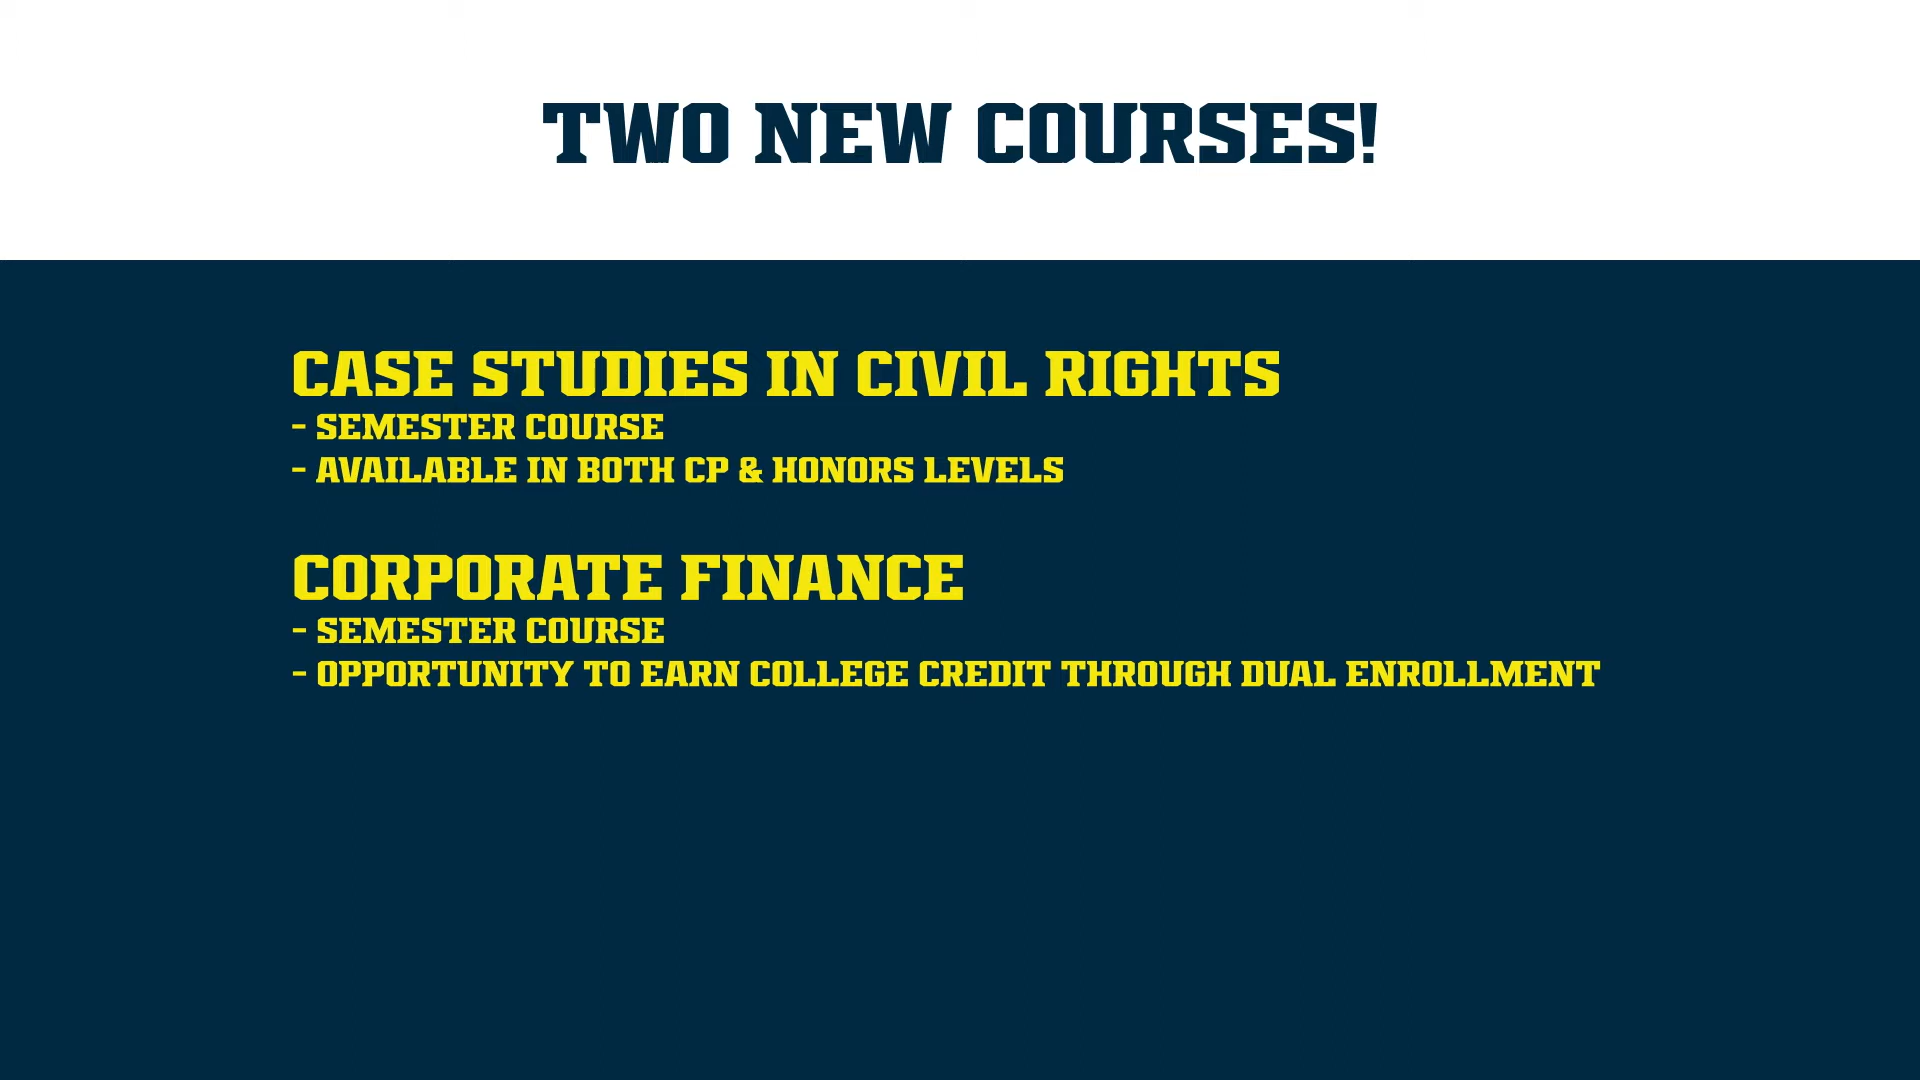 TWO NEW COURSES!
CASE STUDIES IN CIVIL RIGHTS
- SEMESTER COURSE
- AVAILABLE IN BOTH CP & HONORS LEVELS
CORPORATE FINANCE
- SEMESTER COURSE
- OPPORTUNITY TO EARN COLLEGE CREDIT THROUGH DUAL ENROLLMENT